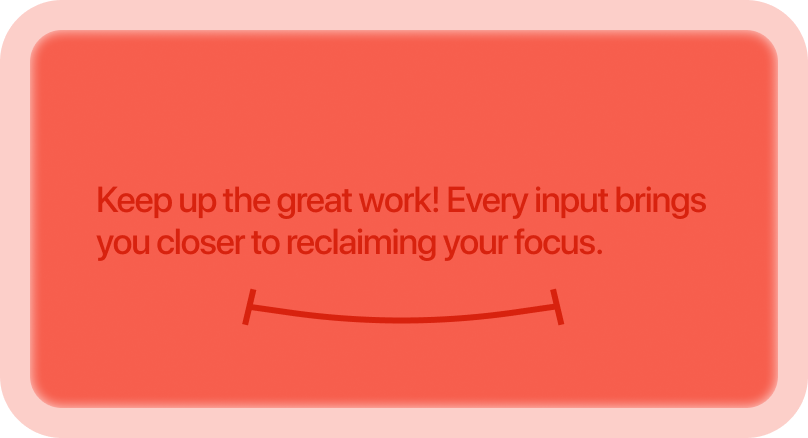 Keep up the great work! Every input brings
you closer to reclaiming your focus.